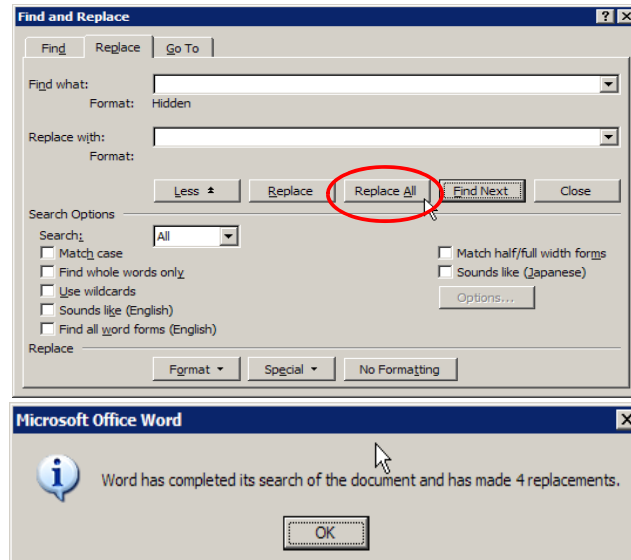 Find and Replace
Find Replace Go To
Find what:
Format: Hidden
Replace with:
Format:
Less Replace Replace All Find Next Close
Search Options
Search: All
Match case
Find whole words only
Use wildcards
Sounds like (English)
Find all word forms (English)
Match half/full width forms
Sounds like (Japanese)
Options...
Replace
Format Special No Formatting
Microsoft Office Word
Word has completed its search of the document and has made 4 replacements.
OK